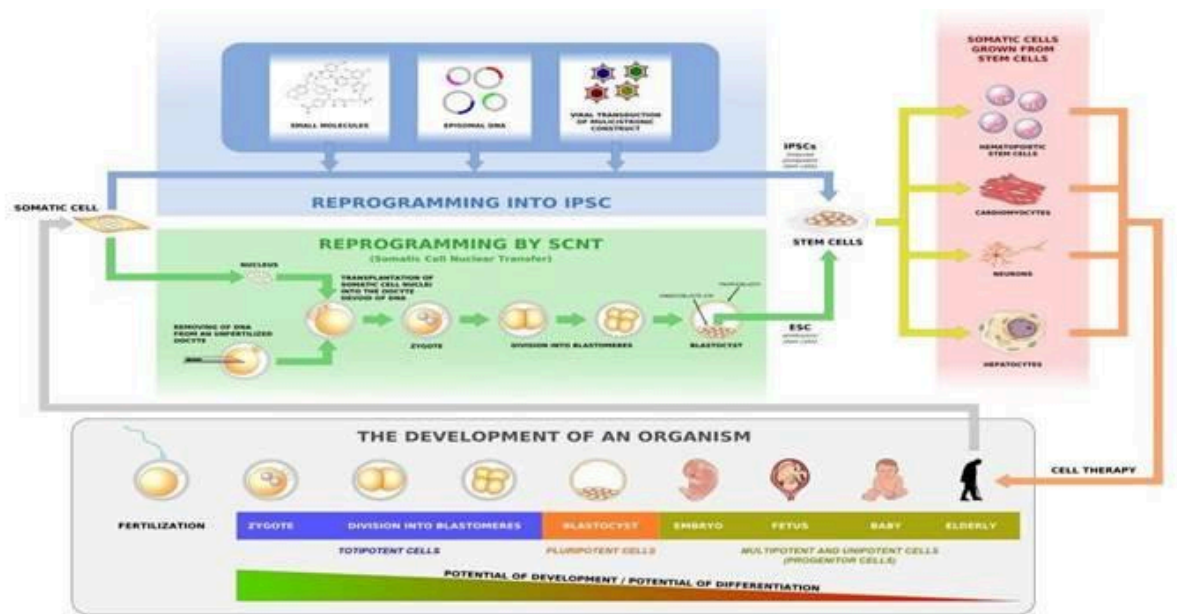 SOMATIC CELLS
GROWN FROM
STEM CELLS
SMALL MOLECULES
EPISOMAL DNA
VIRAL TRANSDUCTION
OF MULICISTRONIC
CONSTRUCT
IPSCs
HEMATOPOIETIC
STEM CELLS
REPROGRAMMING INTO IPSC
SOMATIC CELL
CARDIOMYOCYTES
STEM CELLS
REPROGRAMMING BY SCNT
(Somatic Cell Nuclear Transfer)
NUCLEUS
TRANSPLANTATION OF
SOMATIC CELL NUCLEI
INTO THE OOCYTE
DEVOID OF DNA
NEURONS
REMOVING OF DNA
FROM AN UNFERTILIZED
OOCYTE
ZYGOTE
DIVISION INTO BLASTOMERES
BLASTOCYST
ESC
HEPATOCYTES
THE DEVELOPMENT OF AN ORGANISM
CELL THERAPY
FERTILIZATION
ZYGOTE
DIVISION INTO BLASTOMERES
BLASTOCYST
EMBRYO
FETUS
BABY
ELDERLY
TOTIPOTENT CELLS
PLURIPOTENT CELLS
MULTIPOTENT AND UNIPOTENT CELLS
(PROGENITOR CELLS)
POTENTIAL OF DEVELOPMENT / POTENTIAL OF DIFFERENTIATION